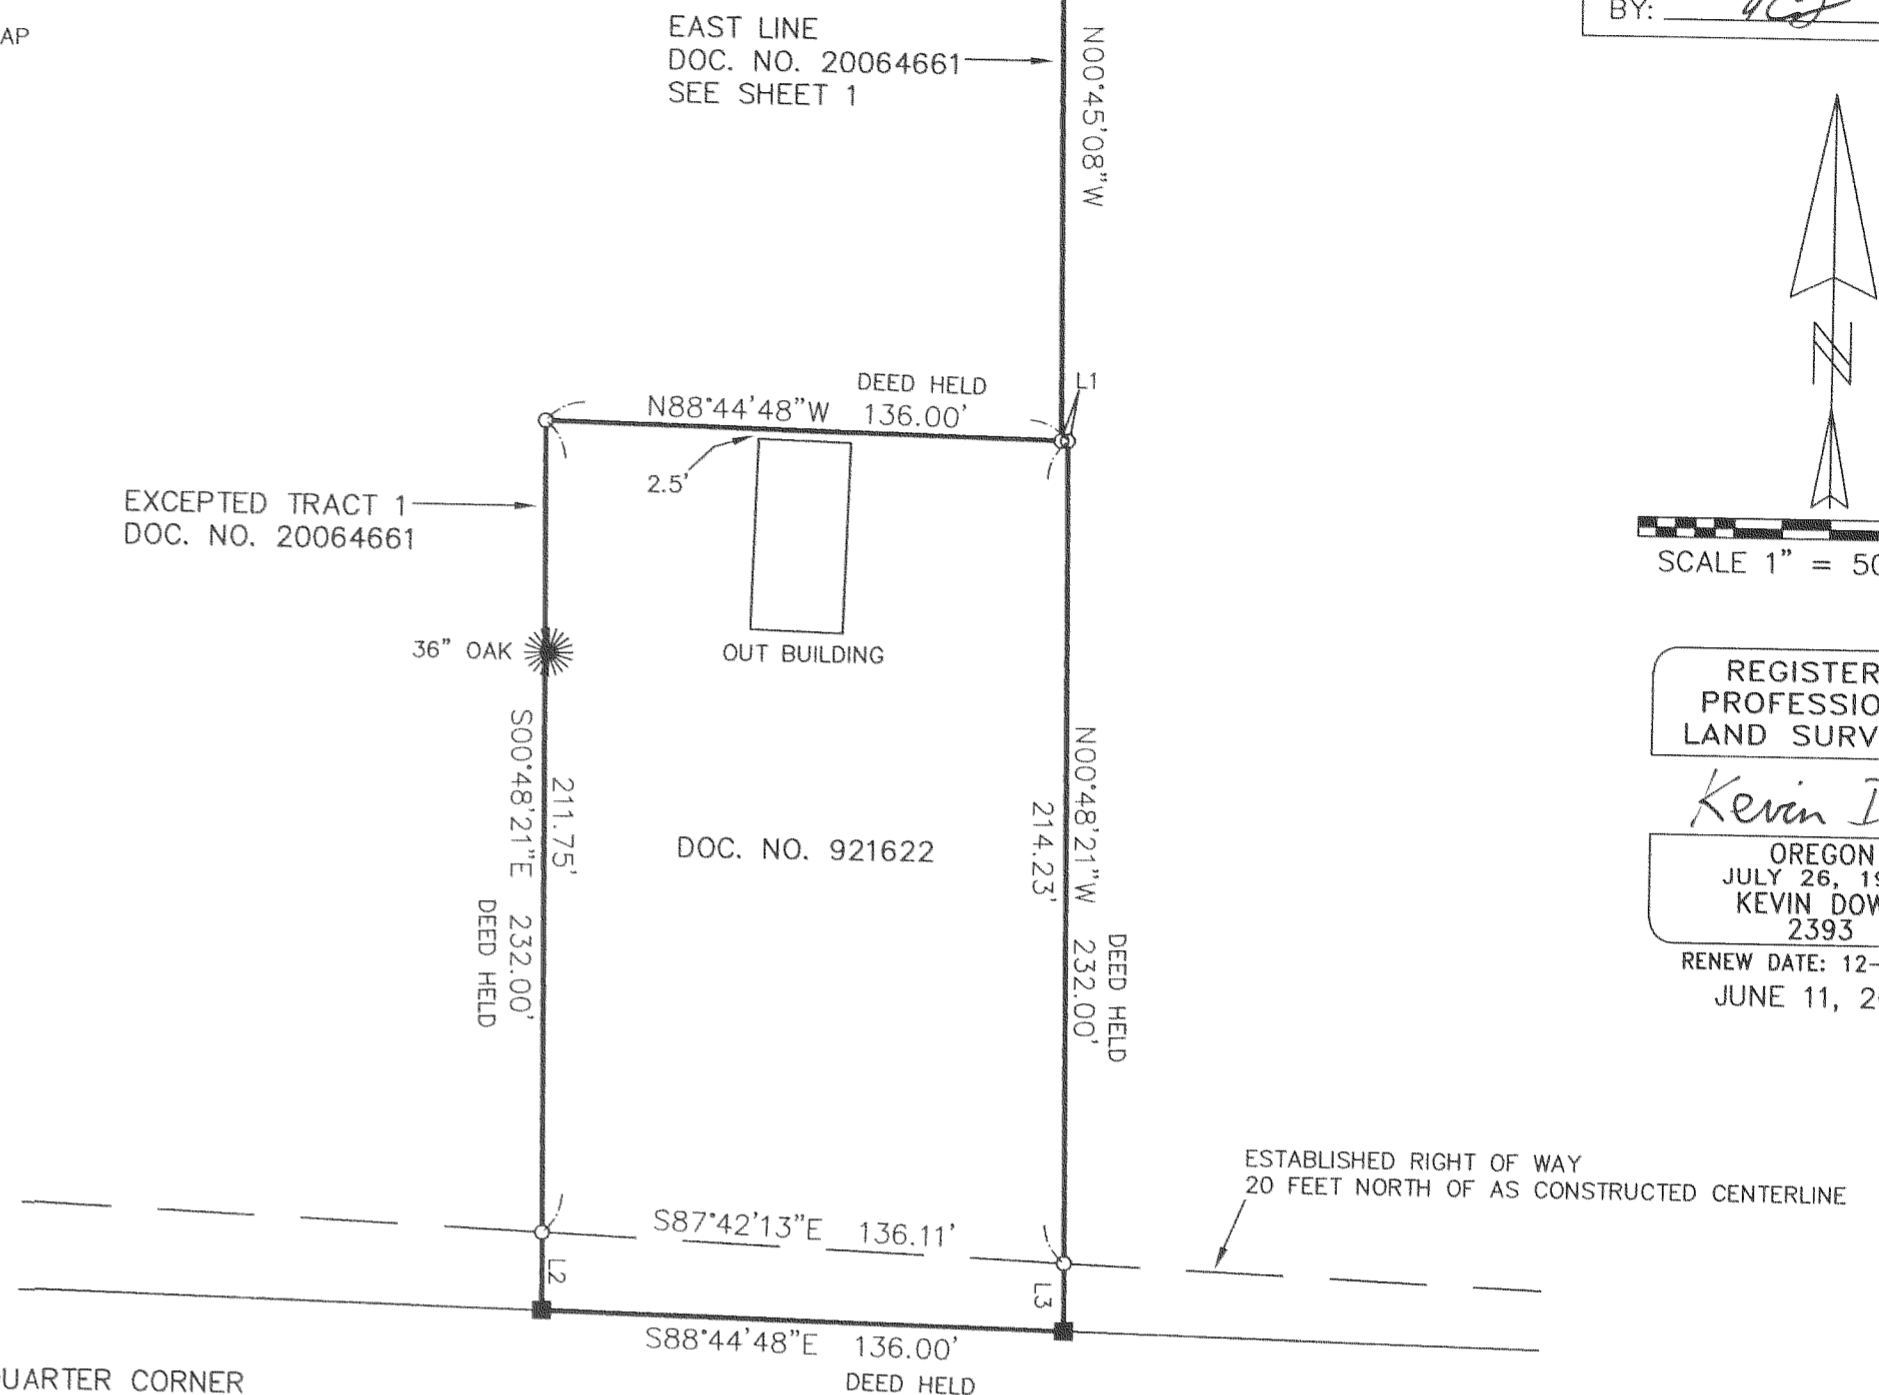 AP
EAST LINE
DOC. NO. 20064661
SEE SHEET 1
N00°45'08"W
BY:
N
SCALE 1" = 50
DEED HELD
N88°44'48"W 136.00'
L1
2.5'
EXCEPTED TRACT 1
DOC. NO. 20064661
36" OAK
OUT BUILDING
REGISTER
PROFESSIO
LAND SURV
Kevin D
OREGON
JULY 26, 19
KEVIN DOW
2393
RENEW DATE: 12-
JUNE 11, 2
S00°48'21"E 232.00'
DEED HELD
211.75'
DOC. NO. 921622
214.23'
N00°48'21"W 232.00'
DEED HELD
ESTABLISHED RIGHT OF WAY
20 FEET NORTH OF AS CONSTRUCTED CENTERLINE
S87°42'13"E 136.11'
L2
L3
S88°44'48"E 136.00'
DEED HELD
UARTER CORNER